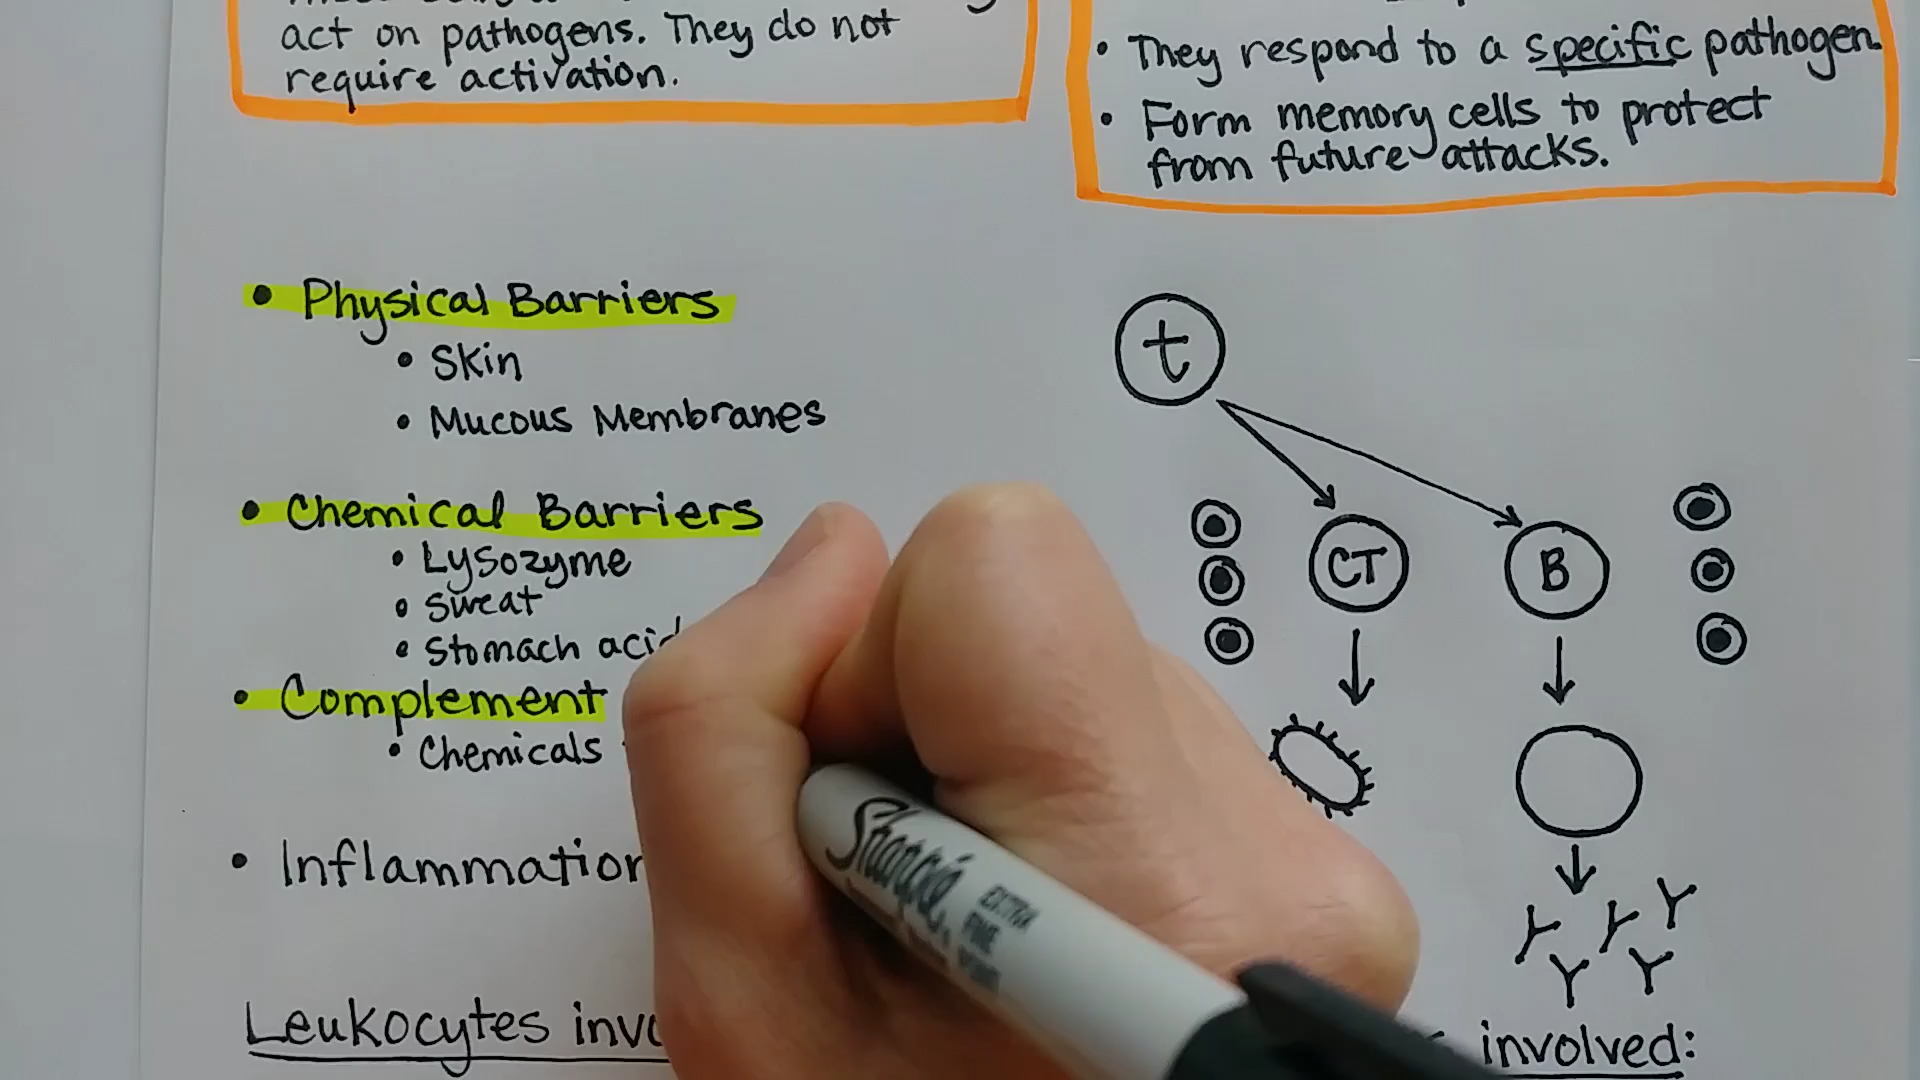 act on pathogens. They do not
require activation.
• They respond to a specific pathogen.
• Form memory cells to protect
from future attacks.
• Physical Barriers
• Skin
• Mucous Membranes
• Chemical Barriers
• Lysozyme
• Sweat
• Stomach acid
• Complement
• Chemicals
• Inflammation
Leukocytes
t
CT
B
involved:
Sharpie
EXTRA
FINE
POINT